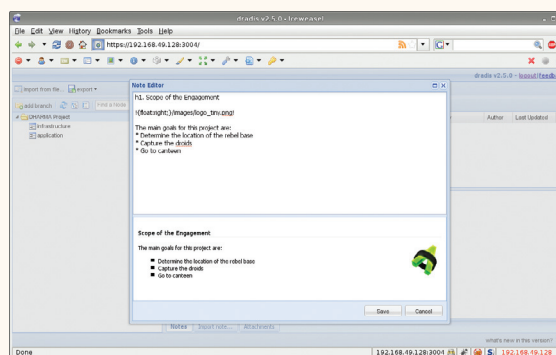 dradis v2.5.0 - Iceweasel
File Edit View History Bookmarks Tools Help
https://192.168.49.128:3004/
dradis v2.5.0 - logout|feedb
Import from file... export
add branch Find a Node
DHARMA Project
infrastructure
application
Author Last Updated
Note Editor
h1. Scope of the Engagement
!{float:right;}/images/logo_tiny.png!
The main goals for this project are:
* Determine the location of the rebel base
* Capture the droids
* Go to canteen
Scope of the Engagement
The main goals for this project are:
Determine the location of the rebel base
Capture the droids
Go to canteen
Save Cancel
Notes Import note... Attachments
what's new in this version?
Done 192.168.49.128:3004 192.168.49.128